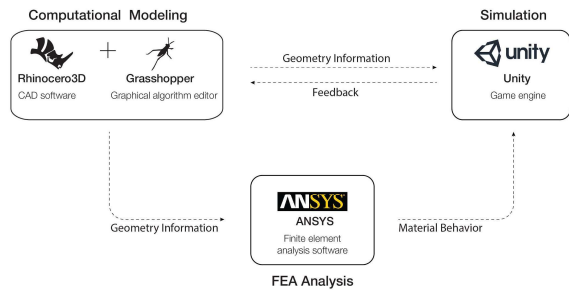 Computational Modeling
Simulation
Rhinocero3D
CAD software
+
Grasshopper
Graphical algorithm editor
Geometry Information
Feedback
unity
Unity
Game engine
Geometry Information
ANSYS
ANSYS
Finite element
analysis software
Material Behavior
FEA Analysis